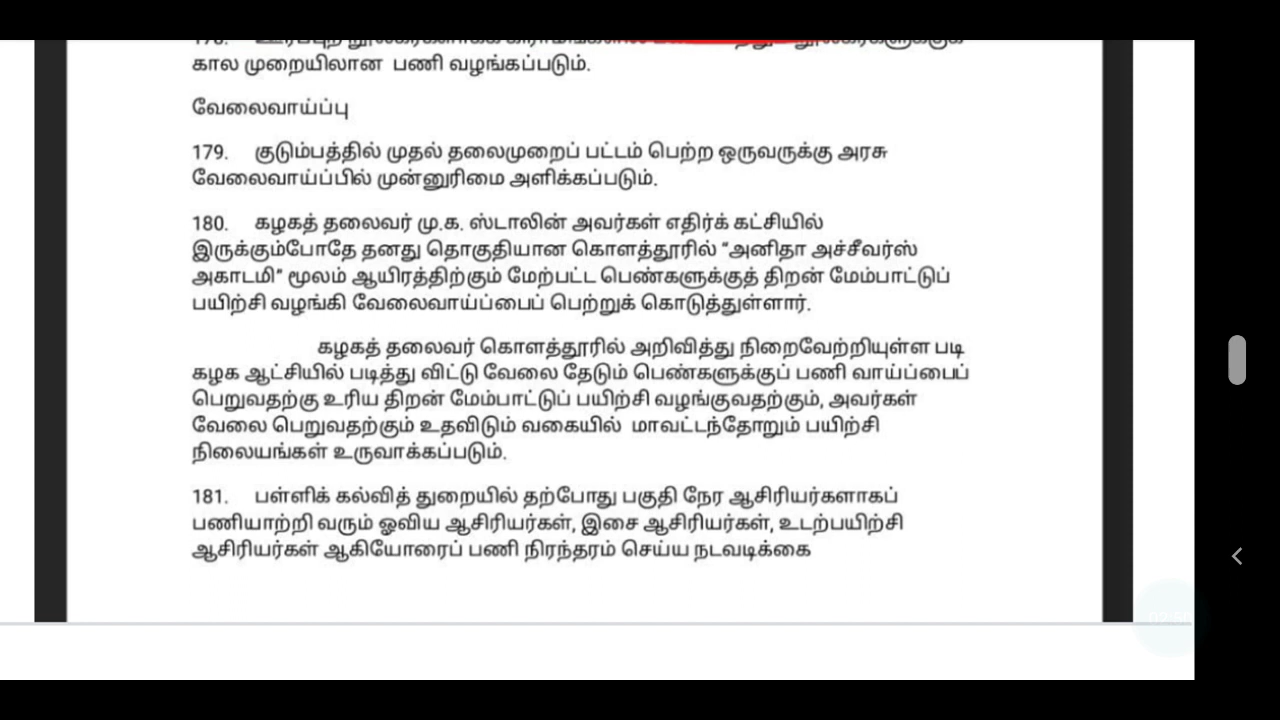 கால முறையிலான பணி வழங்கப்படும்.
வேலைவாய்ப்பு
179. குடும்பத்தில் முதல் தலைமுறைப் பட்டம் பெற்ற ஒருவருக்கு அரசு
வேலைவாய்ப்பில் முன்னுரிமை அளிக்கப்படும்.
180. கழகத் தலைவர் மு.க. ஸ்டாலின் அவர்கள் எதிர்க் கட்சியில்
இருக்கும்போதே தனது தொகுதியான கொளத்தூரில் “அனிதா அச்சீவர்ஸ்
அகாடமி” மூலம் ஆயிரத்திற்கும் மேற்பட்ட பெண்களுக்குத் திறன் மேம்பாட்டுப்
பயிற்சி வழங்கி வேலைவாய்ப்பைப் பெற்றுக் கொடுத்துள்ளார்.
கழகத் தலைவர் கொளத்தூரில் அறிவித்து நிறைவேற்றியுள்ள படி
கழக ஆட்சியில் படித்து விட்டு வேலை தேடும் பெண்களுக்குப் பணி வாய்ப்பைப்
பெறுவதற்கு உரிய திறன் மேம்பாட்டுப் பயிற்சி வழங்குவதற்கும், அவர்கள்
வேலை பெறுவதற்கும் உதவிடும் வகையில் மாவட்டந்தோறும் பயிற்சி
நிலையங்கள் உருவாக்கப்படும்.
181. பள்ளிக் கல்வித் துறையில் தற்போது பகுதி நேர ஆசிரியர்களாகப்
பணியாற்றி வரும் ஓவிய ஆசிரியர்கள், இசை ஆசிரியர்கள், உடற்பயிற்சி
ஆசிரியர்கள் ஆகியோரைப் பணி நிரந்தரம் செய்ய நடவடிக்கை